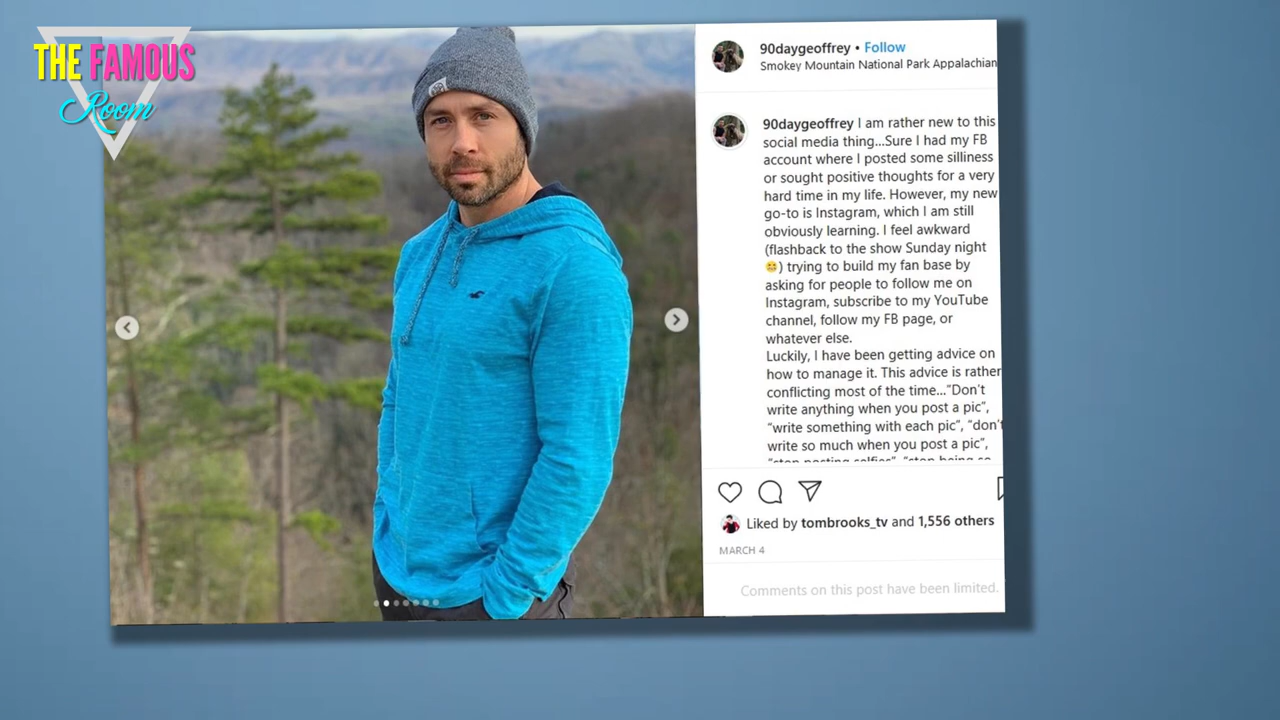 THE FAMOUS
Room
90daygeoffrey • Follow
Smokey Mountain National Park Appalachian
90daygeoffrey I am rather new to this
social media thing...Sure I had my FB
account where I posted some silliness
or sought positive thoughts for a very
hard time in my life. However, my new
go-to is Instagram, which I am still
obviously learning. I feel awkward
(flashback to the show Sunday night
😖) trying to build my fan base by
asking for people to follow me on
Instagram, subscribe to my YouTube
channel, follow my FB page, or
whatever else.
Luckily, I have been getting advice on
how to manage it. This advice is rather
conflicting most of the time..."Don't
write anything when you post a pic",
"write something with each pic", "don't
write so much when you post a pic",
"stop posting selfies", "stop being so
Liked by tombrooks_tv and 1,556 others
MARCH 4
Comments on this post have been limited.